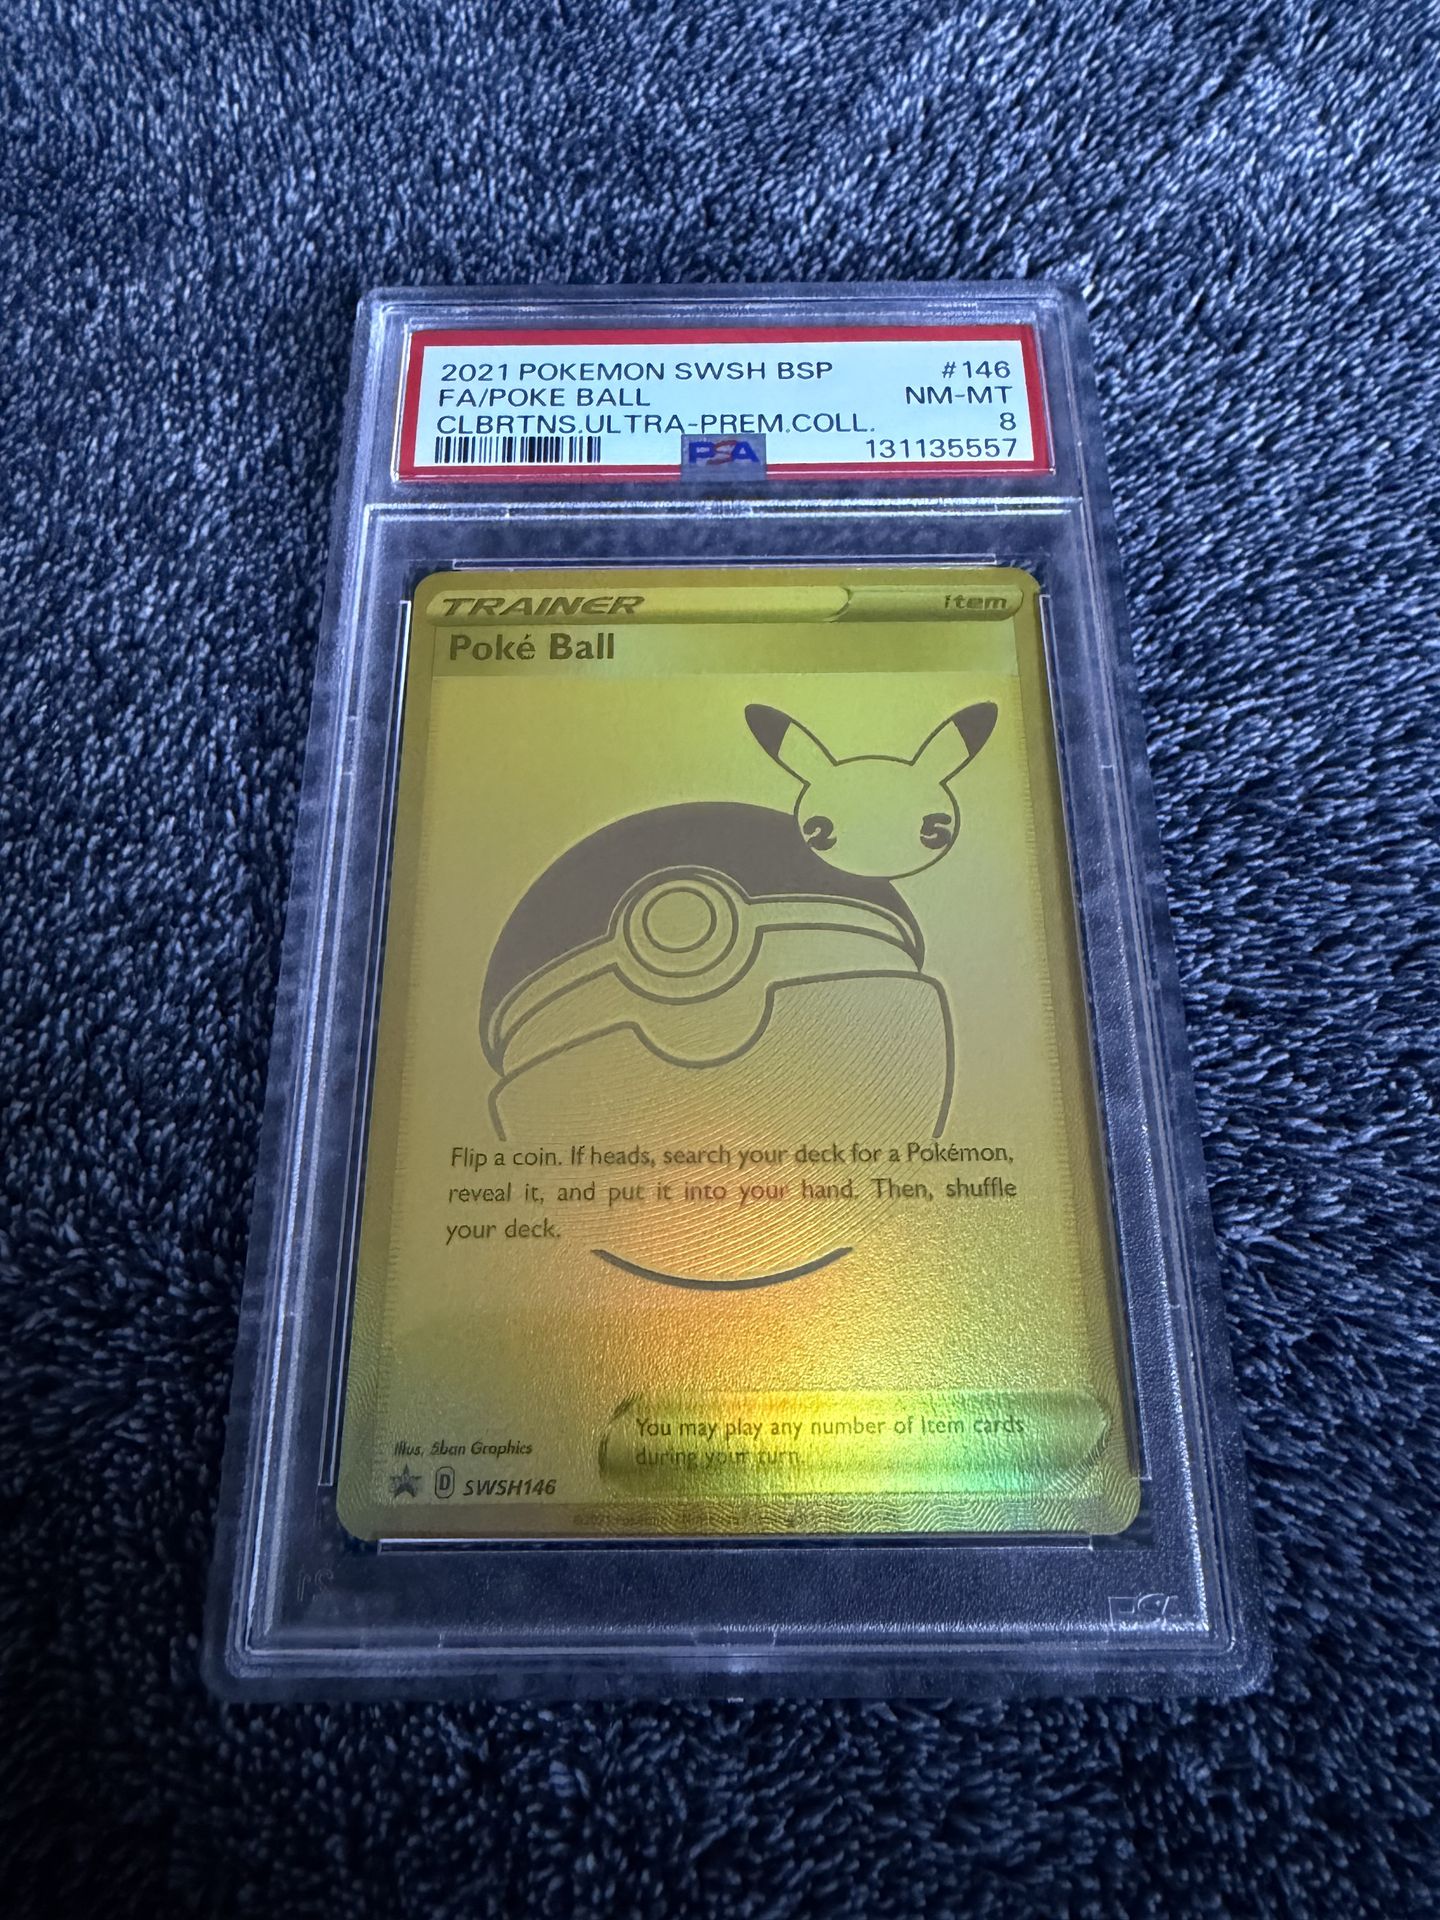 2021 POKEMON SWSH BSP #146
FA/POKE BALL NM-MT
CLBRTNS.ULTRA-PREM.COLL. 8
PSA 131135557
TRAINER Item
Poké Ball
25
Flip a coin. If heads, search your deck for a Pokémon,
reveal it, and put it into your hand. Then, shuffle
your deck.
You may play any number of Item cards
during your turn.
Illus. 5ban Graphics
D SWSH146
©2021 Pokémon